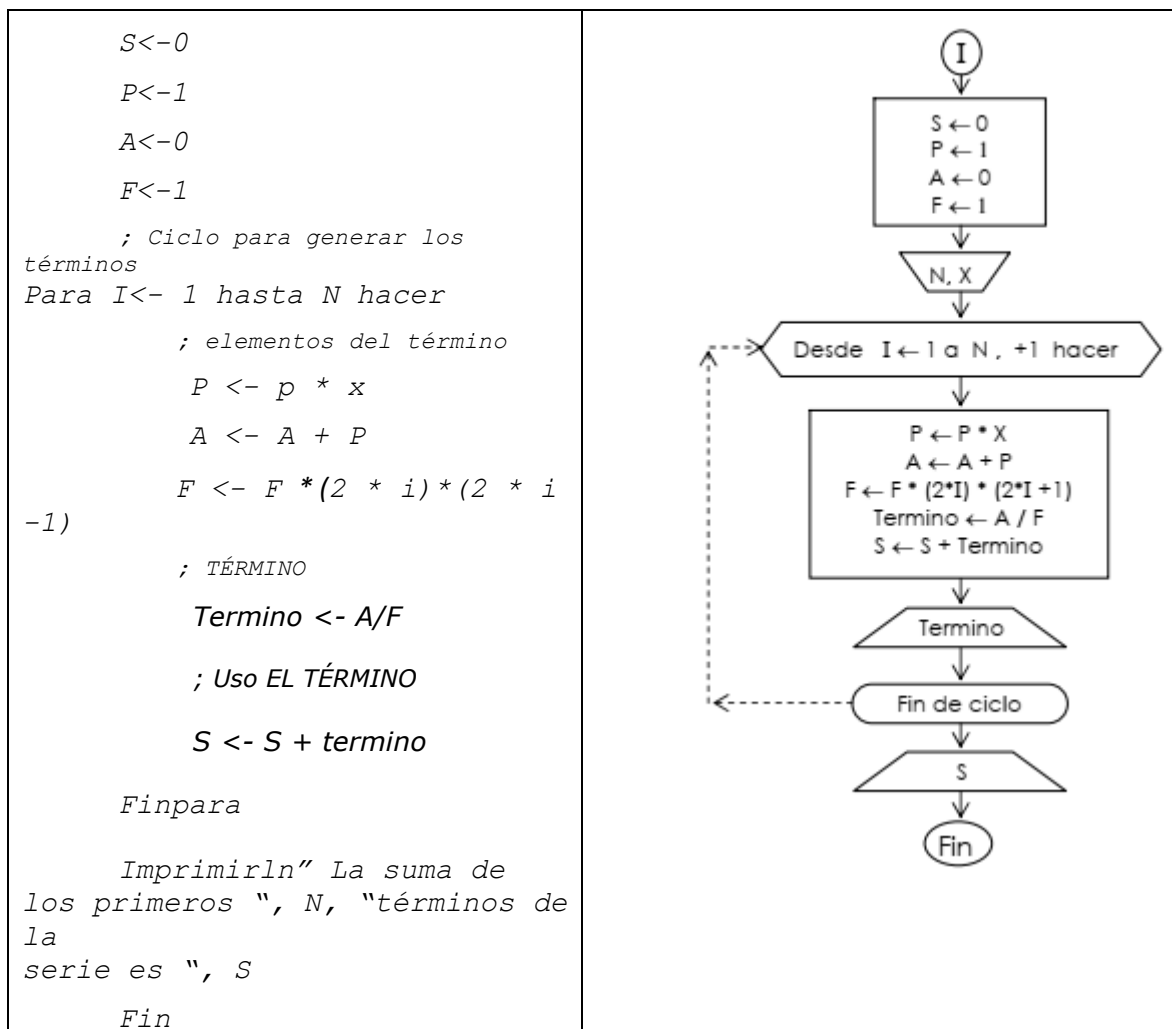 S<-0
P<-1
A<-0
F<-1
; Ciclo para generar los
términos
Para I<- 1 hasta N hacer
; elementos del término
P <- p * x
A <- A + P
F <- F *(2 * i)*(2 * i
-1)
; TÉRMINO
Termino <- A/F
; Uso EL TÉRMINO
S <- S + termino
Finpara
Imprimirln” La suma de
los primeros “, N, “términos de
la
serie es “, S
Fin
I
S ← 0
P ← 1
A ← 0
F ← 1
N, X
Desde I ← 1 a N , +1 hacer
P ← P * X
A ← A + P
F ← F * (2*I) * (2*I +1)
Termino ← A / F
S ← S + Termino
Termino
Fin de ciclo
S
Fin